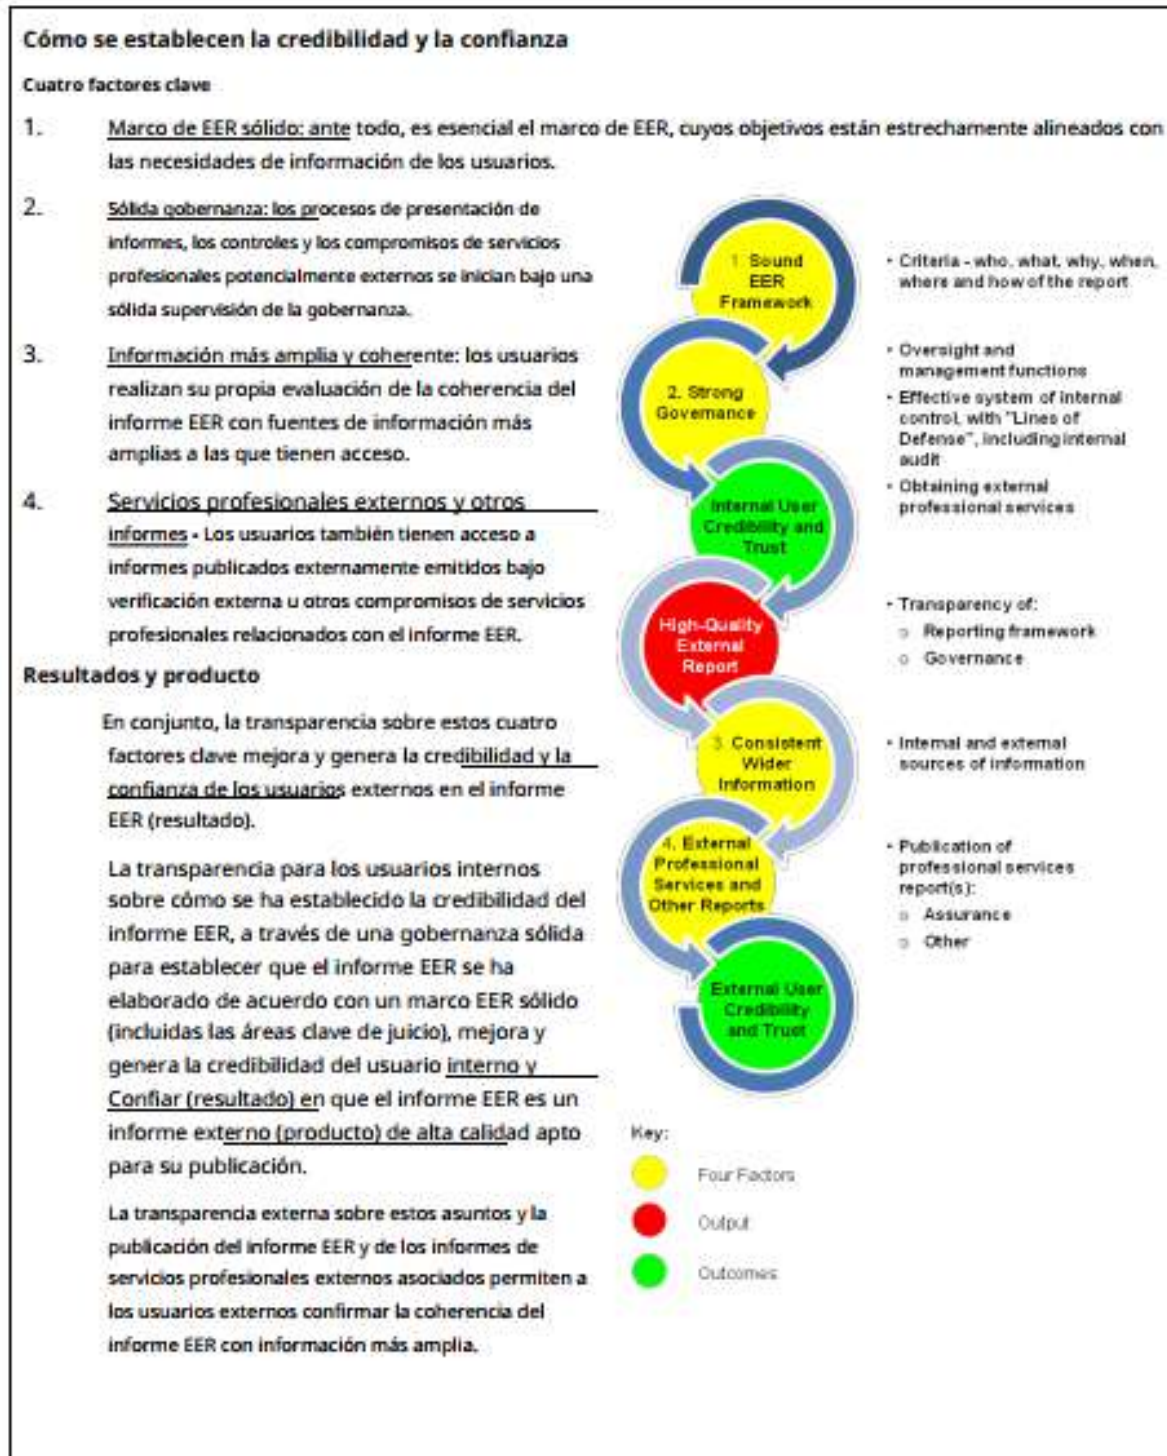 Cómo se establecen la credibilidad y la confianza
Cuatro factores clave
1. Marco de EER sólido: ante todo, es esencial el marco de EER, cuyos objetivos están estrechamente alineados con
las necesidades de información de los usuarios.
2. Sólida gobernanza: los procesos de presentación de
informes, los controles y los compromisos de servicios
profesionales potencialmente externos se inician bajo una
sólida supervisión de la gobernanza.
3. Información más amplia y coherente: los usuarios
realizan su propia evaluación de la coherencia del
informe EER con fuentes de información más
amplias a las que tienen acceso.
4. Servicios profesionales externos y otros
informes - Los usuarios también tienen acceso a
informes publicados externamente emitidos bajo
verificación externa u otros compromisos de servicios
profesionales relacionados con el informe EER.
Resultados y producto
En conjunto, la transparencia sobre estos cuatro
factores clave mejora y genera la credibilidad y la
confianza de los usuarios externos en el informe
EER (resultado).
La transparencia para los usuarios internos
sobre cómo se ha establecido la credibilidad del
informe EER, a través de una gobernanza sólida
para establecer que el informe EER se ha
elaborado de acuerdo con un marco EER sólido
(incluidas las áreas clave de juicio), mejora y
genera la credibilidad del usuario interno y
Confiar (resultado) en que el informe EER es un
informe externo (producto) de alta calidad apto
para su publicación.
La transparencia externa sobre estos asuntos y la
publicación del informe EER y de los informes de
servicios profesionales externos asociados permiten a
los usuarios externos confirmar la coherencia del
informe EER con información más amplia.
1. Sound
EER
Framework
• Criteria - who, what, why, when,
where and how of the report
2. Strong
Governance
• Oversight and
management functions
• Effective system of internal
control, with "Lines of
Defense", including internal
audit
• Obtaining external
professional services
Internal User
Credibility and
Trust
High-Quality
External
Report
• Transparency of:
o Reporting framework
o Governance
3. Consistent
Wider
Information
• Internal and external
sources of information
4. External
Professional
Services and
Other Reports
• Publication of
professional services
report(s):
o Assurance
o Other
External User
Credibility
and Trust
Key:
Four Factors
Output
Outcomes